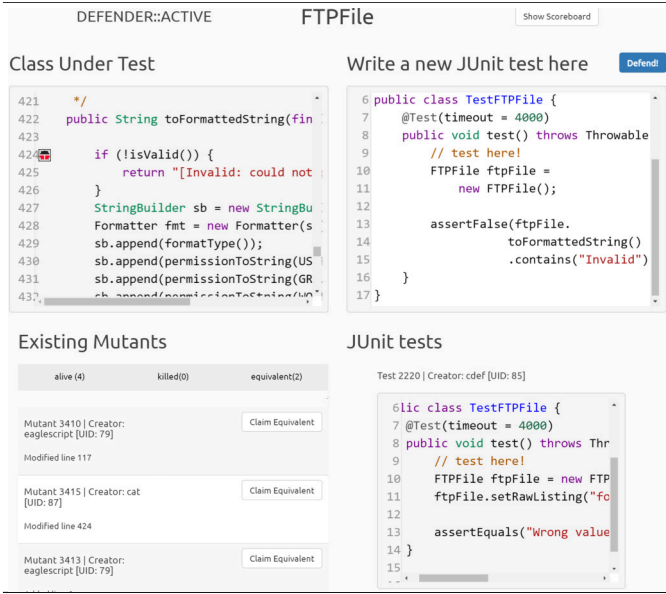 DEFENDER::ACTIVE
FTPFile
Show Scoreboard
Class Under Test
421 */
422 public String toFormattedString(fin
423
424 if (!isValid()) {
425 return "[Invalid: could not
426 }
427 StringBuilder sb = new StringBu
428 Formatter fmt = new Formatter(s
429 sb.append(formatType());
430 sb.append(permissionToString(US
431 sb.append(permissionToString(GR
432 sb.append(permissionToString(WO
Write a new JUnit test here
Defend!
6 public class TestFTPFile {
7 @Test(timeout = 4000)
8 public void test() throws Throwable
9 // test here!
10 FTPFile ftpFile =
11 new FTPFile();
12
13 assertFalse(ftpFile.
14 toFormattedString()
15 .contains("Invalid")
16 }
17 }
Existing Mutants
alive (4) killed(0) equivalent(2)
Mutant 3410 | Creator:
eaglescript [UID: 79]
Claim Equivalent
Modified line 117
Mutant 3415 | Creator: cat
[UID: 87]
Claim Equivalent
Modified line 424
Mutant 3413 | Creator:
eaglescript [UID: 79]
Claim Equivalent
JUnit tests
Test 2220 | Creator: cdef [UID: 85]
6 lic class TestFTPFile {
7 @Test(timeout = 4000)
8 public void test() throws Thr
9 // test here!
10 FTPFile ftpFile = new FTP
11 ftpFile.setRawListing("fo
12
13 assertEquals("Wrong value
14 }
15